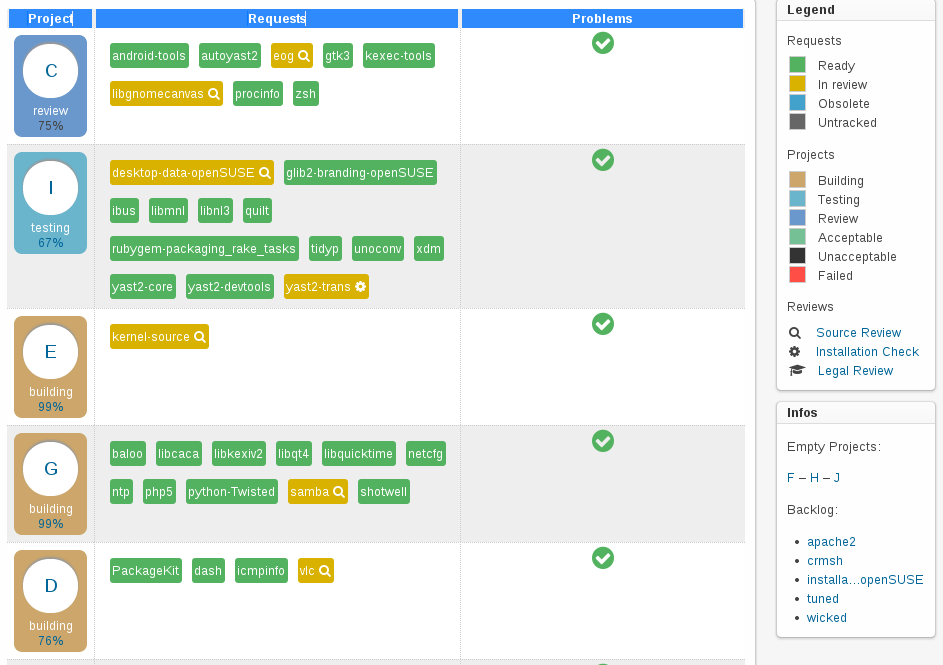 Project Requests Problems
C
review
75%
android-tools autoyast2 eog gtk3 kexec-tools
libgnomecanvas procinfo zsh
I
testing
67%
desktop-data-openSUSE glib2-branding-openSUSE
ibus libmnl libnl3 quilt
rubygem-packaging_rake_tasks tidyp unoconv xdm
yast2-core yast2-devtools yast2-trans
E
building
99%
kernel-source
G
building
99%
baloo libcaca libkexiv2 libqt4 libquicktime netcfg
ntp php5 python-Twisted samba shotwell
D
building
76%
PackageKit dash icmpinfo vlc
Legend
Requests
Ready
In review
Obsolete
Untracked
Projects
Building
Testing
Review
Acceptable
Unacceptable
Failed
Reviews
Source Review
Installation Check
Legal Review
Infos
Empty Projects:
F – H – J
Backlog:
• apache2
• crmsh
• installa...openSUSE
• tuned
• wicked